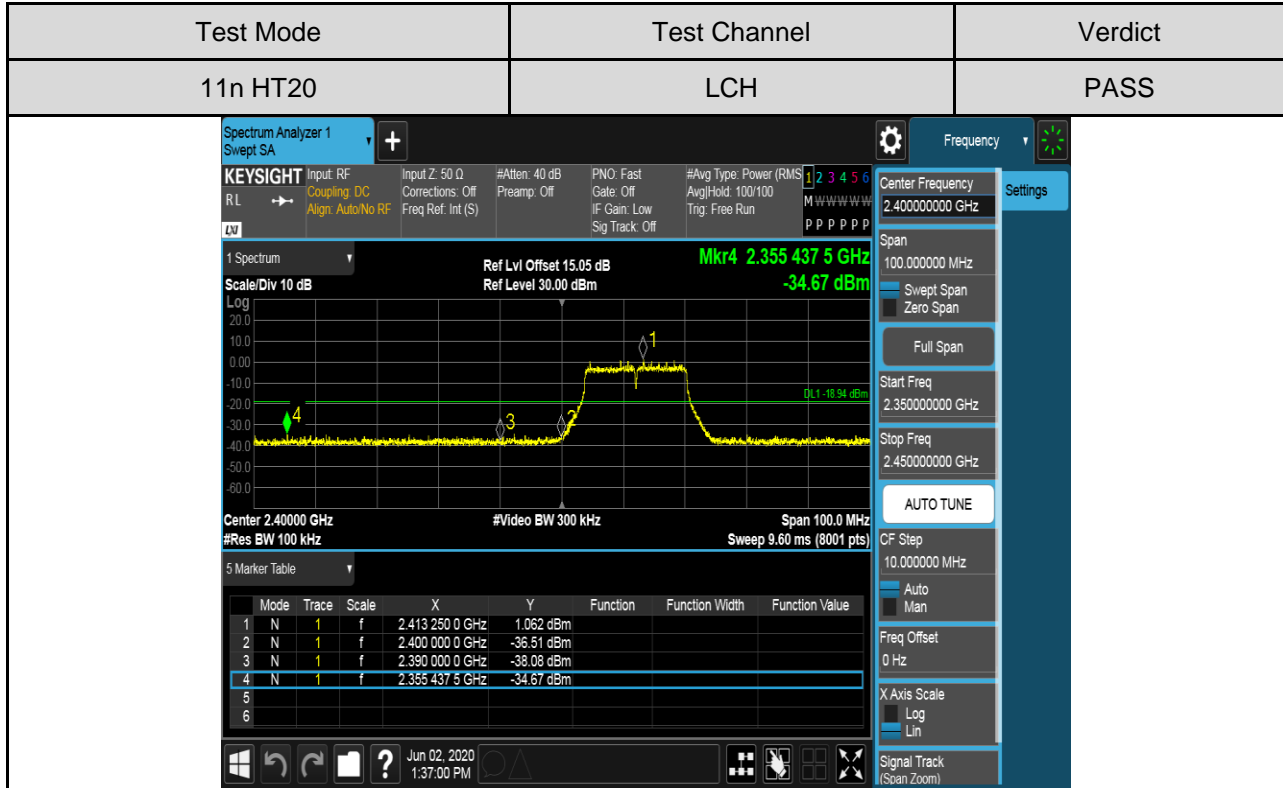 Test Mode Test Channel Verdict
11n HT20 LCH PASS
Spectrum Analyzer 1
Swept SA
+
Frequency
KEYSIGHT Input: RF Input Z: 50 Ω #Atten: 40 dB PNO: Fast #Avg Type: Power (RMS 1 2 3 4 5 6
Coupling: DC Corrections: Off Preamp: Off Gate: Off Avg|Hold: 100/100 M W W W W W
RL Align: Auto/No RF Freq Ref: Int (S) IF Gain: Low Trig: Free Run
LXI Sig Track: Off P P P P P P
1 Spectrum
Scale/Div 10 dB
Ref Lvl Offset 15.05 dB
Ref Level 30.00 dBm
Mkr4 2.355 437 5 GHz
-34.67 dBm
Log
20.0
10.0
0.00
-10.0
-20.0
-30.0
-40.0
-50.0
-60.0
1
DL1 -18.94 dBm
4
3
2
Center 2.40000 GHz #Video BW 300 kHz Span 100.0 MHz
#Res BW 100 kHz Sweep 9.60 ms (8001 pts)
5 Marker Table
Mode Trace Scale X Y Function Function Width Function Value
1 N 1 f 2.413 250 0 GHz 1.062 dBm
2 N 1 f 2.400 000 0 GHz -36.51 dBm
3 N 1 f 2.390 000 0 GHz -38.08 dBm
4 N 1 f 2.355 437 5 GHz -34.67 dBm
5
6
?
Jun 02, 2020
1:37:00 PM
Settings
Center Frequency
2.400000000 GHz
Span
100.000000 MHz
Swept Span
Zero Span
Full Span
Start Freq
2.350000000 GHz
Stop Freq
2.450000000 GHz
AUTO TUNE
CF Step
10.000000 MHz
Auto
Man
Freq Offset
0 Hz
X Axis Scale
Log
Lin
Signal Track
(Span Zoom)